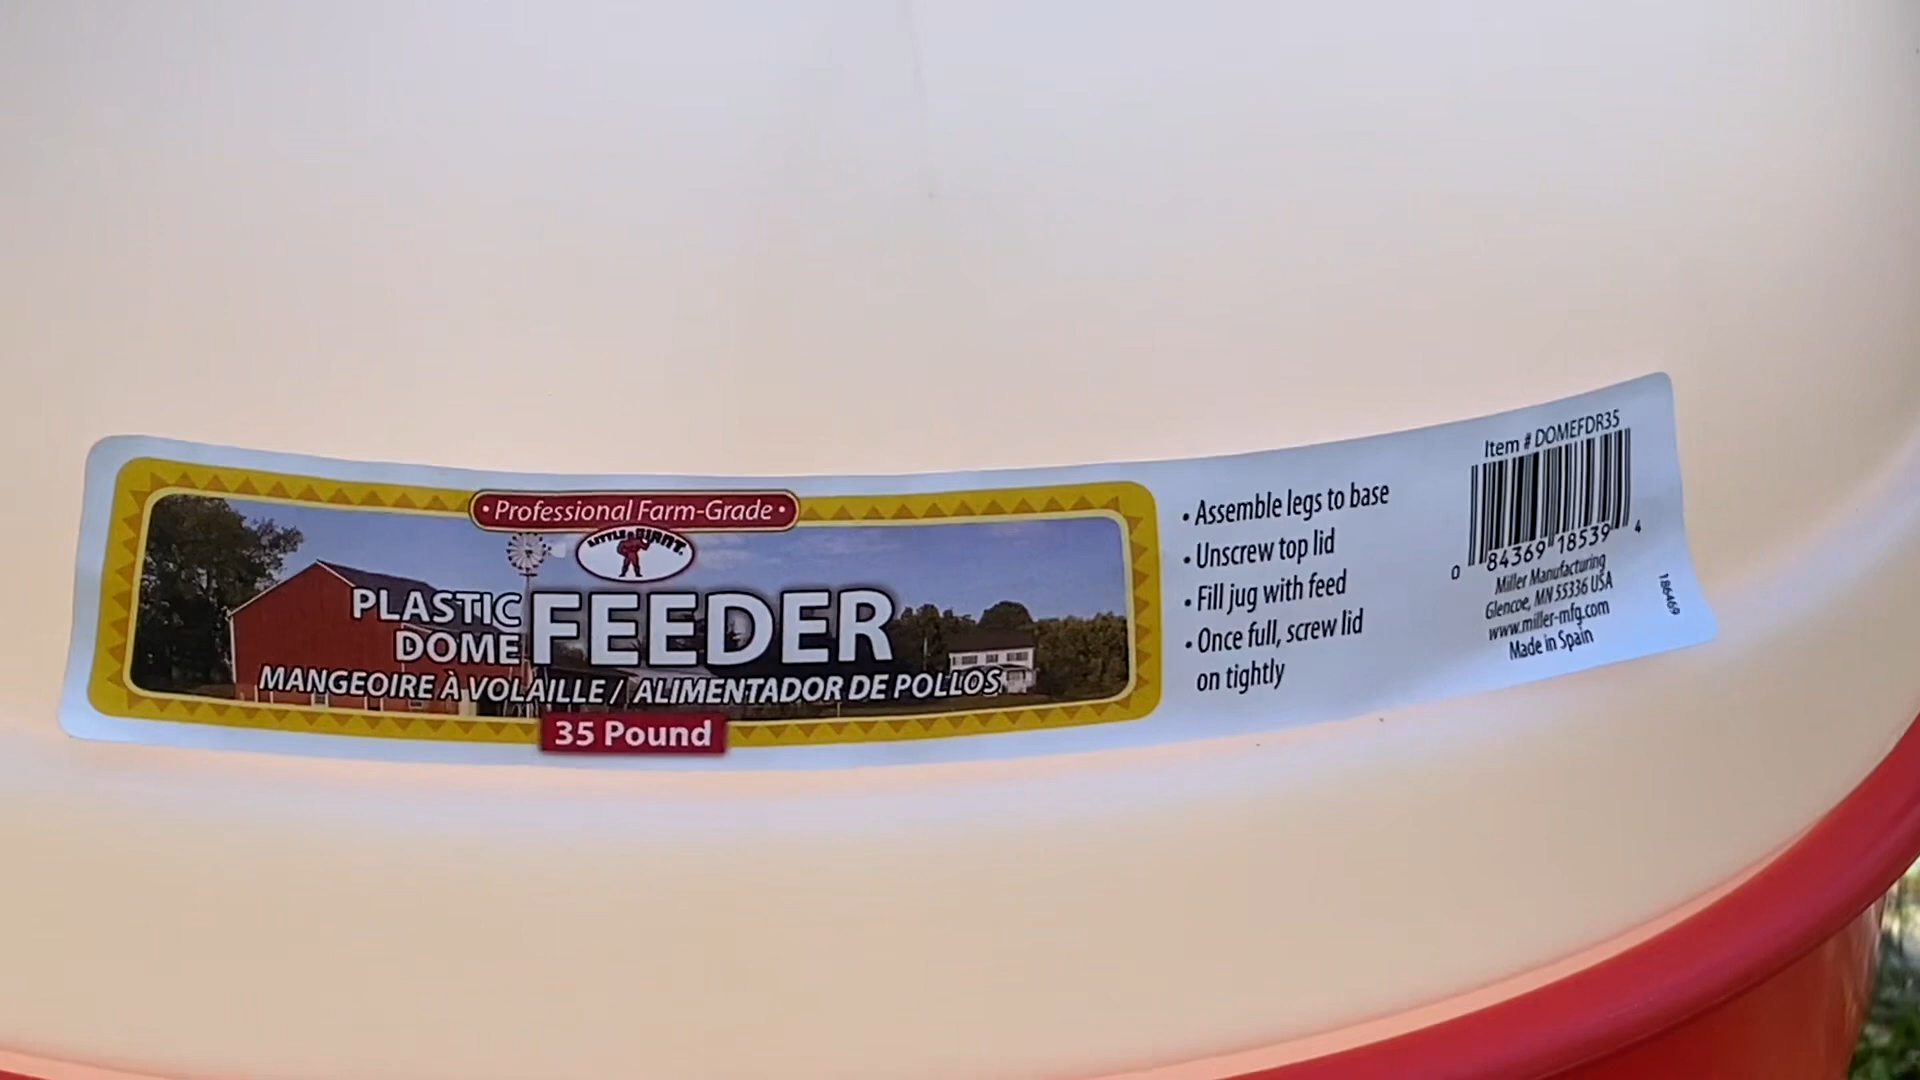 • Professional Farm-Grade •
LITTLE GIANT.
PLASTIC
DOME
FEEDER
MANGEOIRE À VOLAILLE / ALIMENTADOR DE POLLOS
35 Pound
• Assemble legs to base
• Unscrew top lid
• Fill jug with feed
• Once full, screw lid
on tightly
Item # DOMEFDR35
0 84369 18539 4
Miller Manufacturing
Glencoe, MN 55336 USA
www.miller-mfg.com
Made in Spain
186469